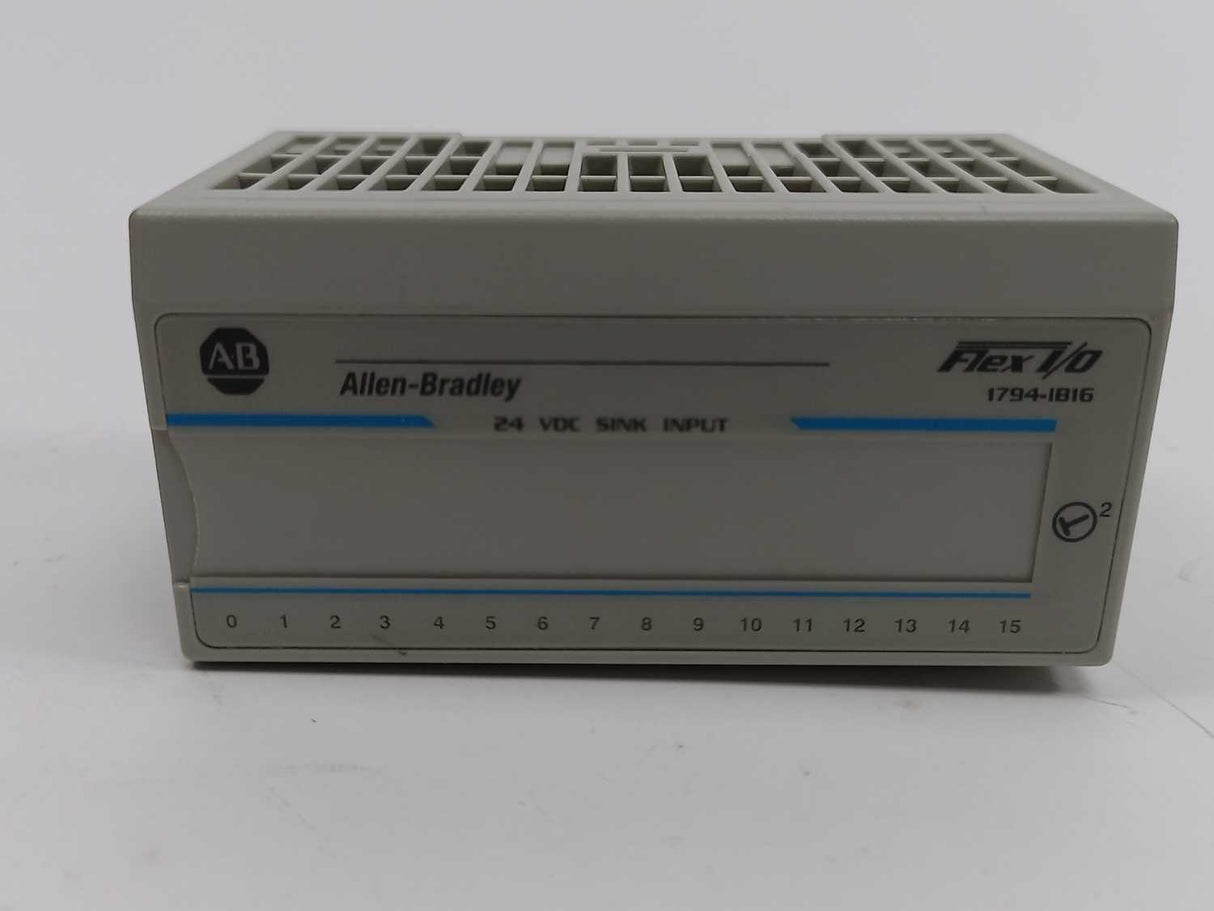 AB
Allen-Bradley
Flex I/O
1794-IB16
24 VDC SINK INPUT
2
0 1 2 3 4 5 6 7 8 9 10 11 12 13 14 15